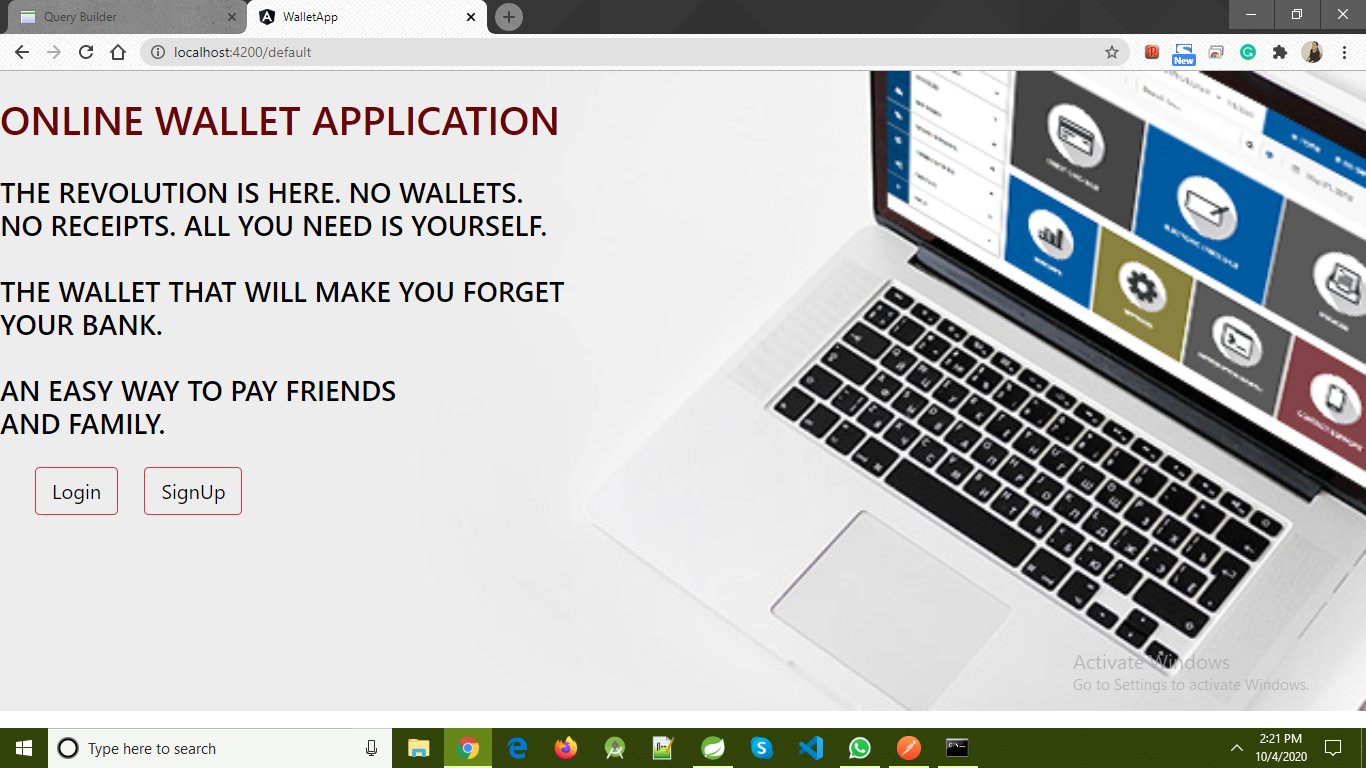 Query Builder
WalletApp
localhost:4200/default
New
ONLINE WALLET APPLICATION
THE REVOLUTION IS HERE. NO WALLETS.
NO RECEIPTS. ALL YOU NEED IS YOURSELF.
THE WALLET THAT WILL MAKE YOU FORGET
YOUR BANK.
AN EASY WAY TO PAY FRIENDS
AND FAMILY.
Login
SignUp
CONTACT SUPPORT
Activate Windows
Go to Settings to activate Windows.
Type here to search
2:21 PM
10/4/2020